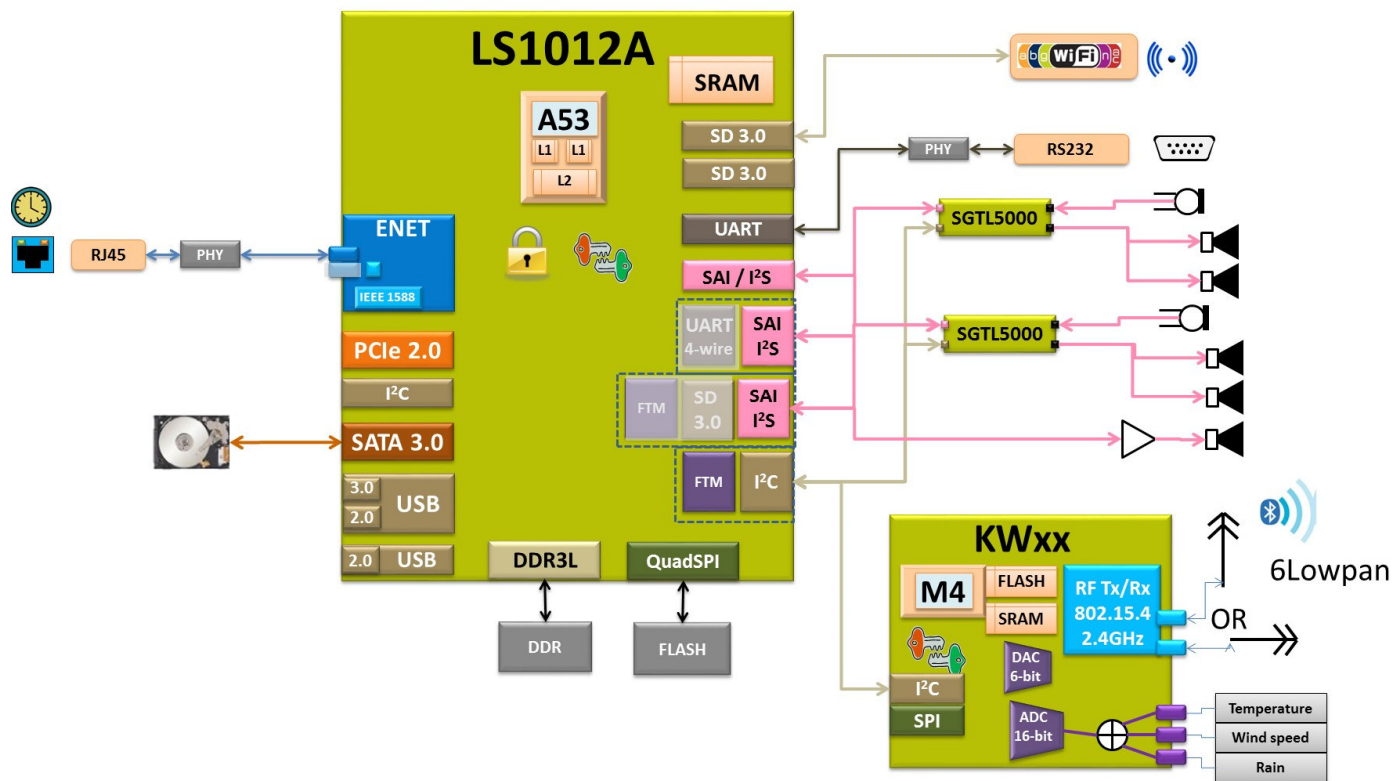 LS1012A
SRAM
A53
L1 L1
L2
SD 3.0
SD 3.0
UART
SAI / I²S
UART
4-wire
SAI
I²S
FTM
SD
3.0
SAI
I²S
FTM
I²C
ENET
IEEE 1588
PCIe 2.0
I²C
SATA 3.0
3.0
2.0
USB
2.0
USB
DDR3L
QuadSPI
DDR
FLASH
RJ45
PHY
a b g WiFi n
PHY
RS232
SGTL5000
SGTL5000
KWxx
M4
FLASH
SRAM
RF Tx/Rx
802.15.4
2.4GHz
DAC
6-bit
I²C
SPI
ADC
16-bit
6Lowpan
OR
Temperature
Wind speed
Rain